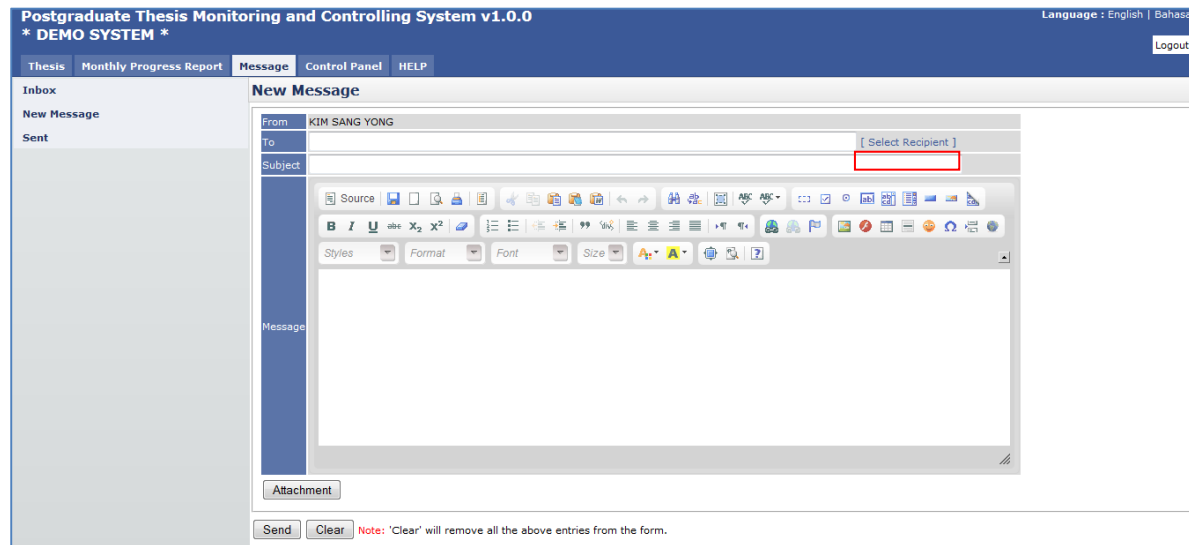 Postgraduate Thesis Monitoring and Controlling System v1.0.0
Language : English | Bahasa
* DEMO SYSTEM *
Logout
Thesis Monthly Progress Report Message Control Panel HELP
Inbox
New Message
Sent
New Message
From KIM SANG YONG
To [ Select Recipient ]
Subject
Source
B I U abc X₂ X²
Styles Format Font Size A A
Message
Attachment
Send Clear Note: 'Clear' will remove all the above entries from the form.